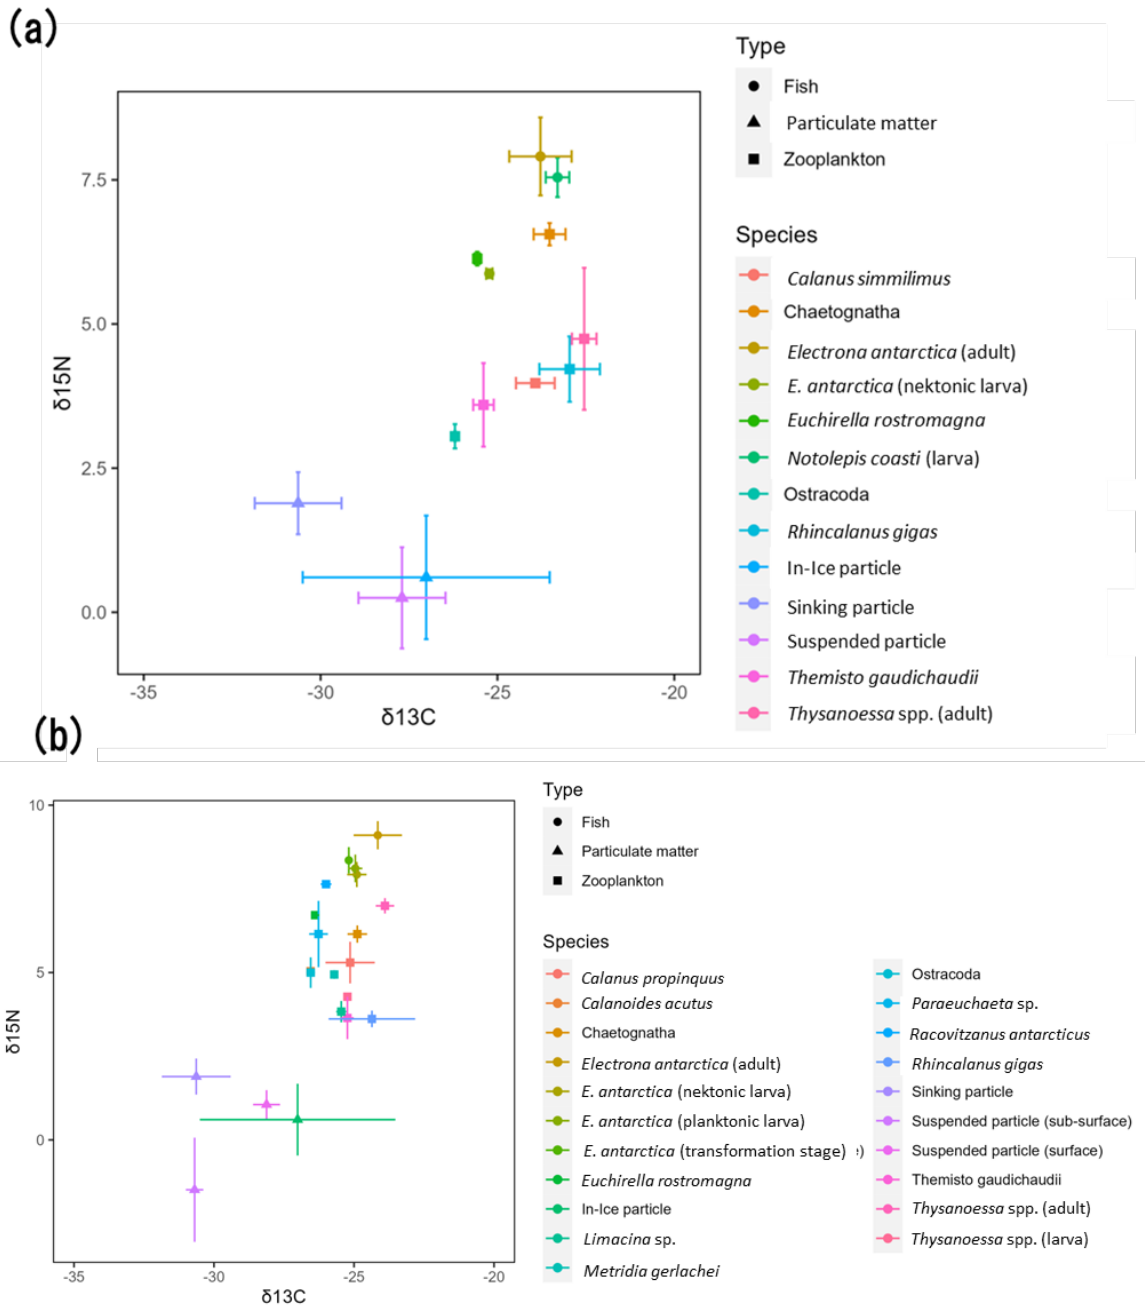 (a)
Type
Fish
Particulate matter
Zooplankton
Species
Calanus simmilimus
Chaetognatha
Electrona antarctica (adult)
E. antarctica (nektonic larva)
Euchirella rostromagna
Notolepis coasti (larva)
Ostracoda
Rhincalanus gigas
In-Ice particle
Sinking particle
Suspended particle
Themisto gaudichaudii
Thysanoessa spp. (adult)
δ15N
7.5
5.0
2.5
0.0
-35
-30
-25
-20
δ13C
(b)
Type
Fish
Particulate matter
Zooplankton
Species
Calanus propinquus
Calanoides acutus
Chaetognatha
Electrona antarctica (adult)
E. antarctica (nektonic larva)
E. antarctica (planktonic larva)
E. antarctica (transformation stage) )
Euchirella rostromagna
In-Ice particle
Limacina sp.
Metridia gerlachei
Ostracoda
Paraeuchaeta sp.
Racovitzanus antarcticus
Rhincalanus gigas
Sinking particle
Suspended particle (sub-surface)
Suspended particle (surface)
Themisto gaudichaudii
Thysanoessa spp. (adult)
Thysanoessa spp. (larva)
δ15N
10
5
0
-35
-30
-25
-20
δ13C